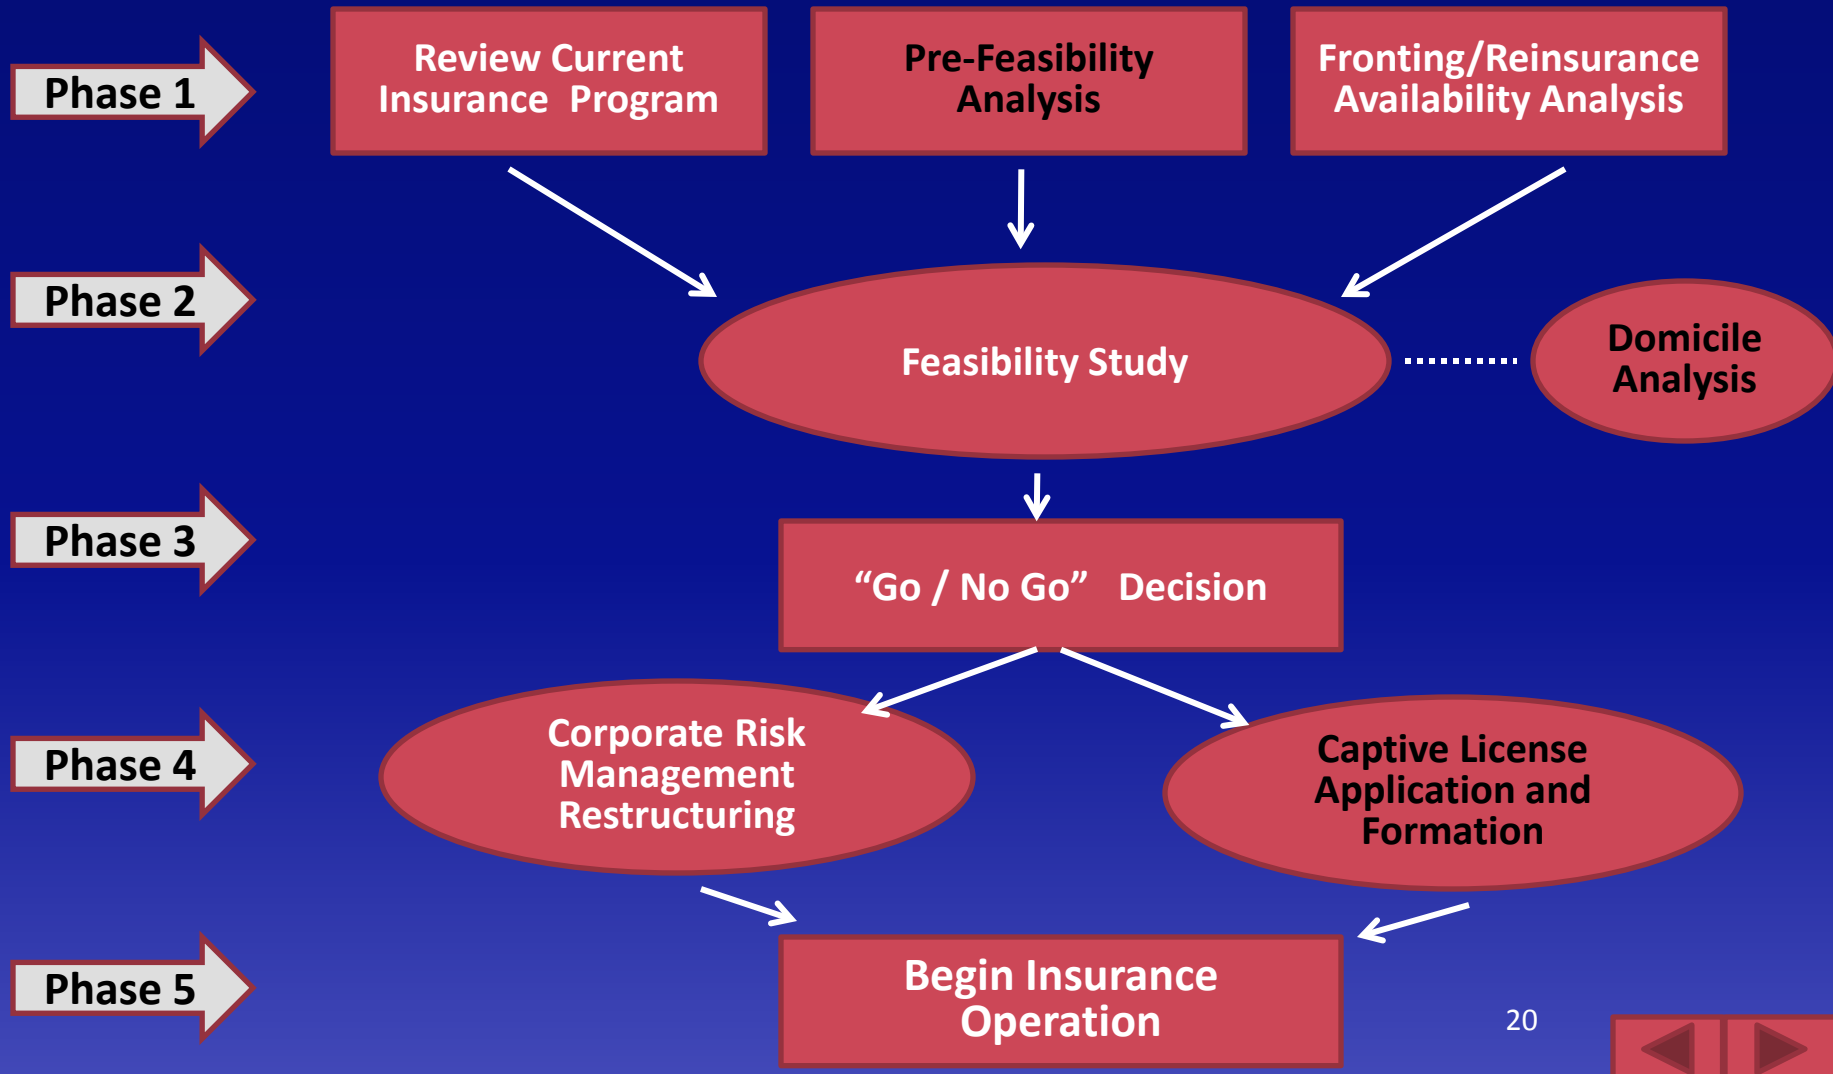 Phase 1
Review Current
Insurance Program
Pre-Feasibility
Analysis
Fronting/Reinsurance
Availability Analysis
Phase 2
Feasibility Study
Domicile
Analysis
Phase 3
“Go / No Go” Decision
Phase 4
Corporate Risk
Management
Restructuring
Captive License
Application and
Formation
Phase 5
Begin Insurance
Operation
20